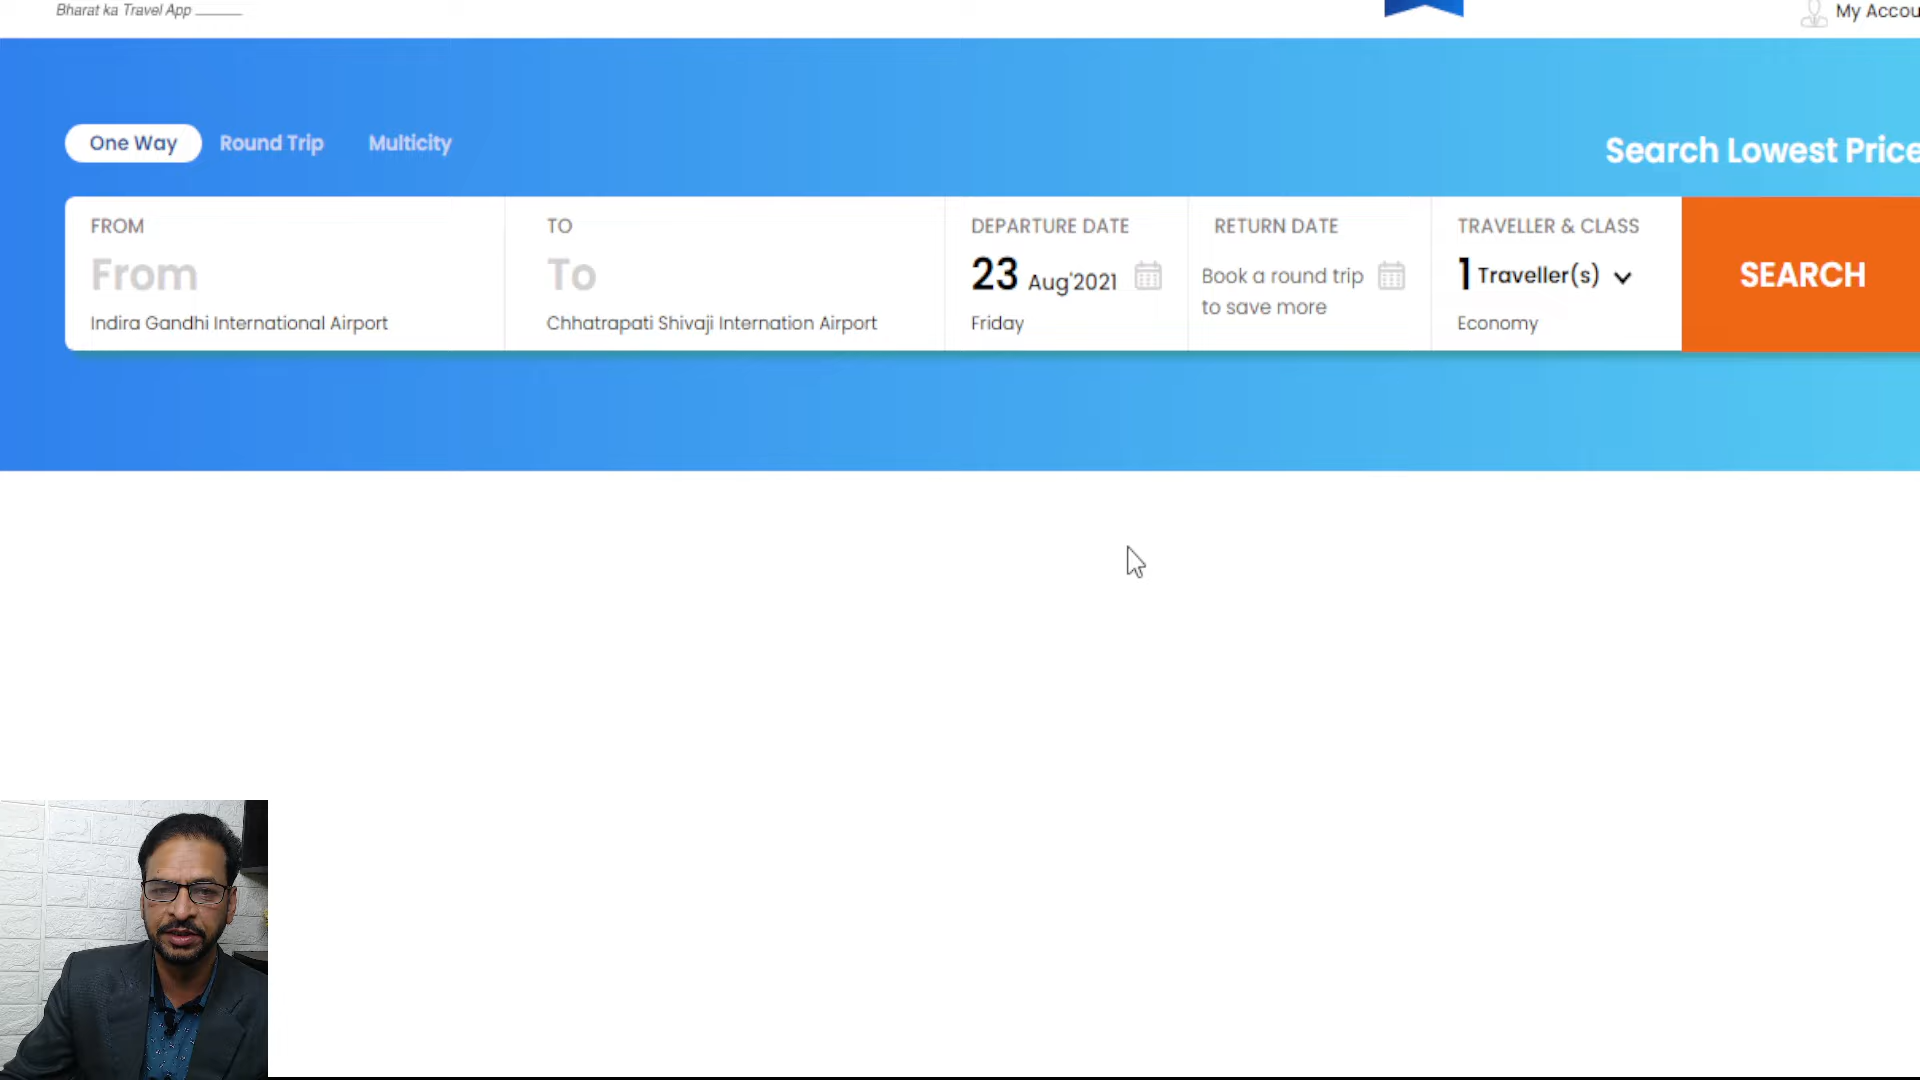 Bharat ka Travel App
My Accou
One Way Round Trip Multicity
Search Lowest Price
FROM
From
Indira Gandhi International Airport
TO
To
Chhatrapati Shivaji Internation Airport
DEPARTURE DATE
23 Aug'2021
Friday
RETURN DATE
Book a round trip
to save more
TRAVELLER & CLASS
1 Traveller(s)
Economy
SEARCH